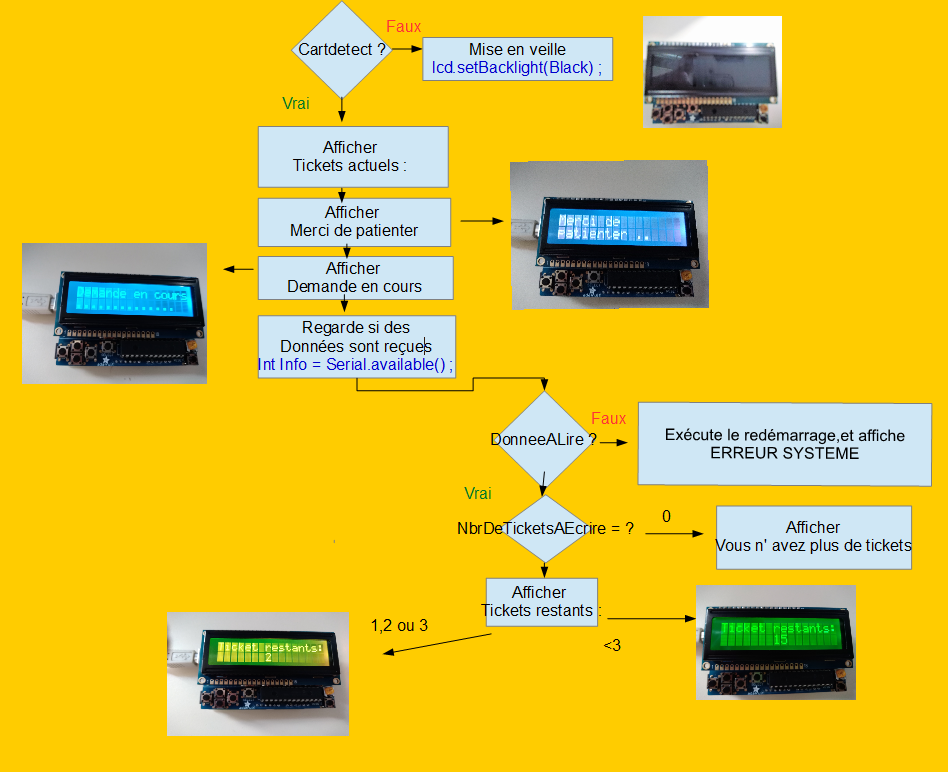 Faux
Cartdetect ?
Mise en veille
lcd.setBacklight(Black) ;
Vrai
Afficher
Tickets actuels :
Afficher
Merci de patienter
Merci de
patienter ..
Afficher
Demande en cours
Demande en cours
Regarde si des
Données sont reçues
Int Info = Serial.available() ;
DonneeALire ?
Faux
Exécute le redémarrage,et affiche
ERREUR SYSTEME
Vrai
NbrDeTicketsAEcrire = ?
0
Afficher
Vous n' avez plus de tickets
Afficher
Tickets restants :
1,2 ou 3
<3
Ticket restants:
2
Ticket restants:
15